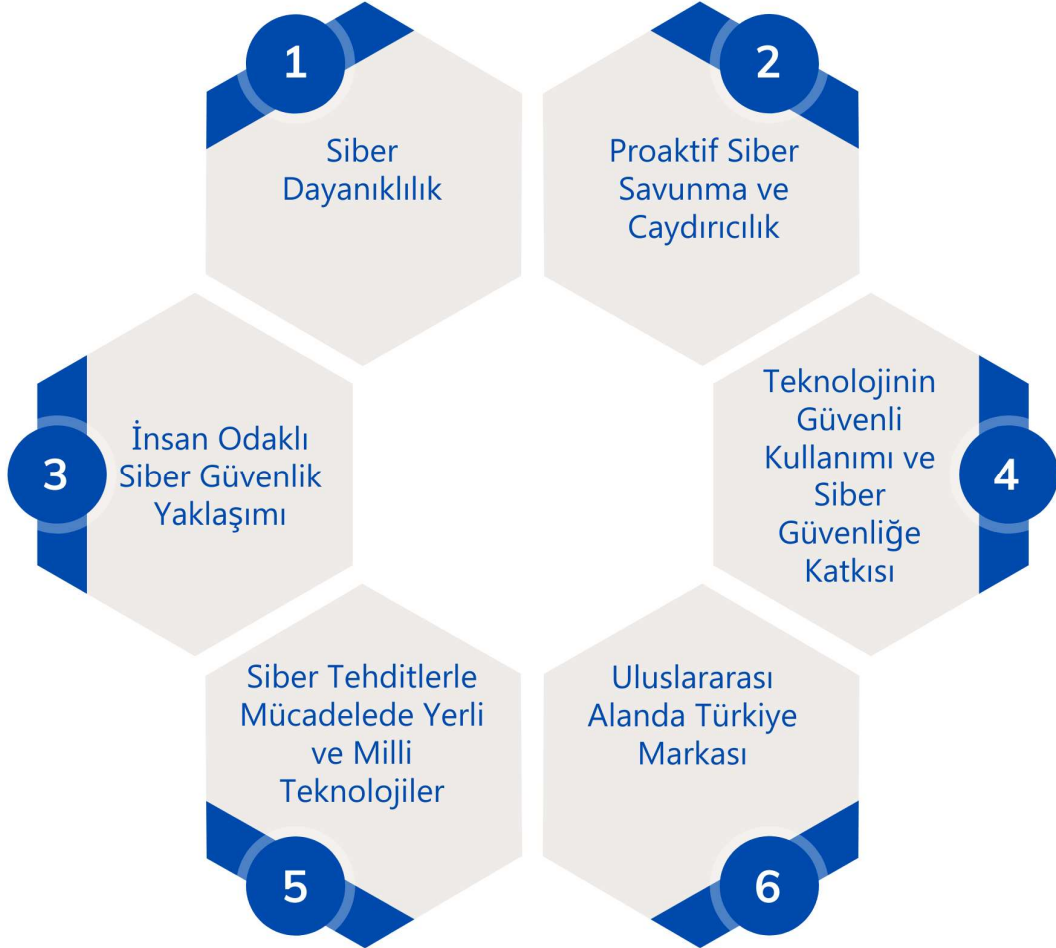 1
Siber
Dayanıklılık
2
Proaktif Siber
Savunma ve
Caydırıcılık
3
İnsan Odaklı
Siber Güvenlik
Yaklaşımı
4
Teknolojinin
Güvenli
Kullanımı ve
Siber
Güvenliğe
Katkısı
5
Siber Tehditlerle
Mücadelede Yerli
ve Milli
Teknolojiler
6
Uluslararası
Alanda Türkiye
Markası